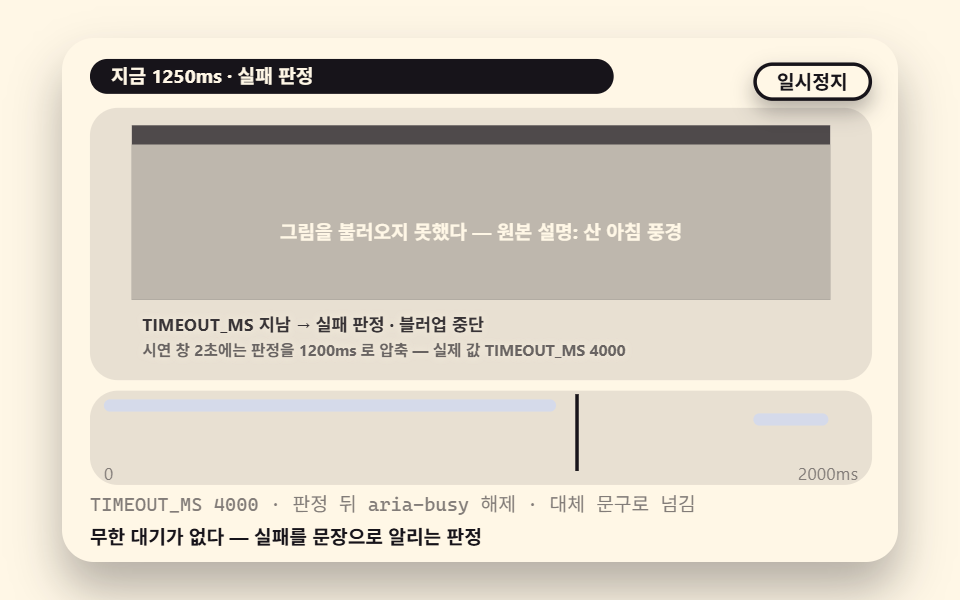 지금 1250ms · 실패 판정
일시정지
그림을 불러오지 못했다 — 원본 설명: 산 아침 풍경
TIMEOUT_MS 지남 → 실패 판정 · 블러업 중단
시연 창 2초에는 판정을 1200ms 로 압축 — 실제 값 TIMEOUT_MS 4000
0
2000ms
TIMEOUT_MS 4000 · 판정 뒤 aria-busy 해제 · 대체 문구로 넘김
무한 대기가 없다 — 실패를 문장으로 알리는 판정